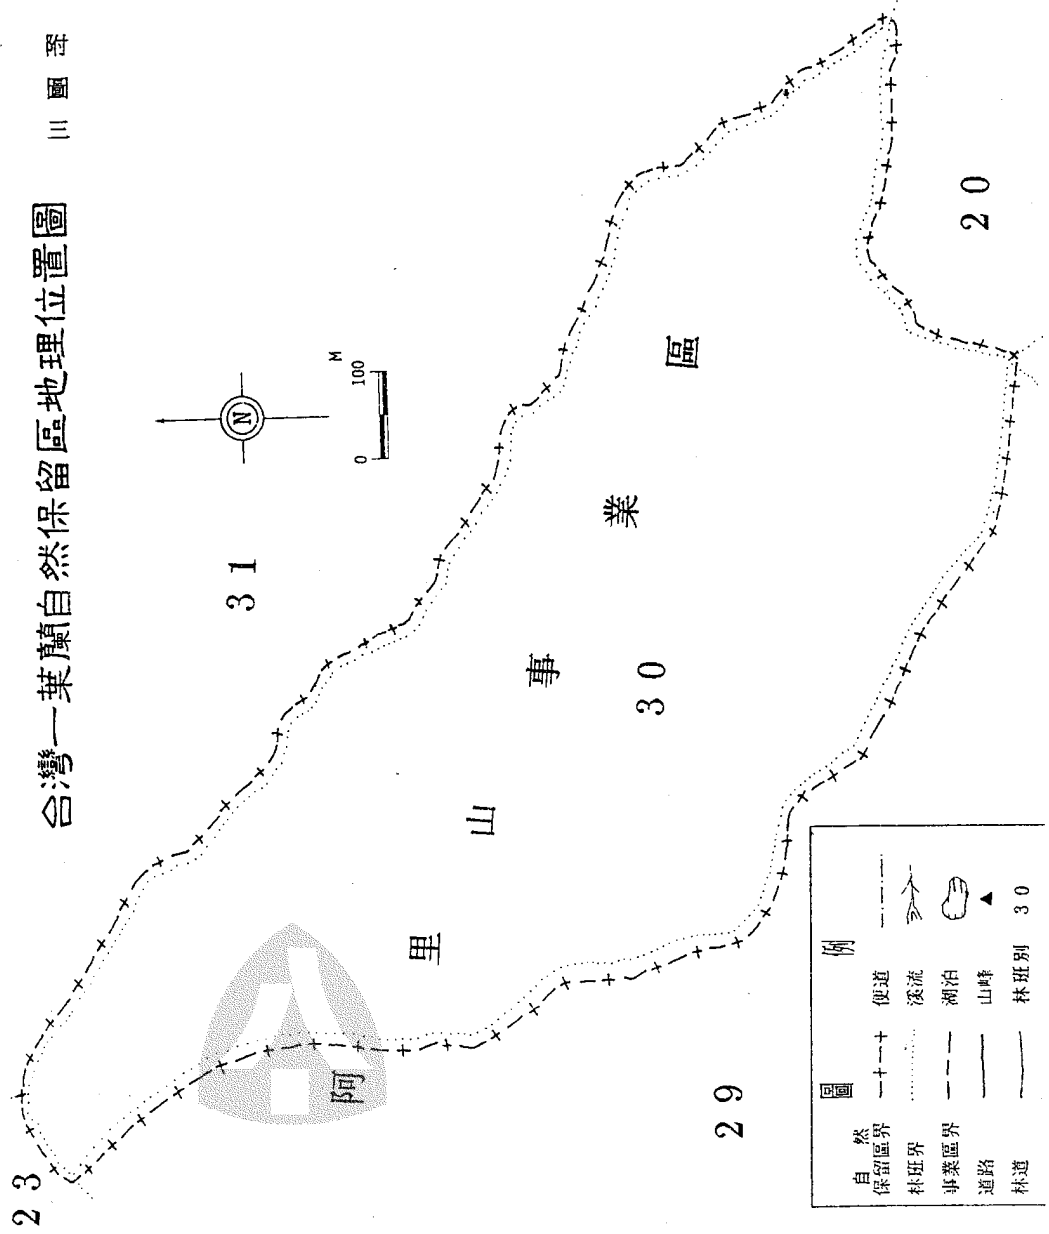 附圖三
台灣一葉蘭自然保留區地理位置圖
N
0 100 M
31
23
20
阿里山事業區
30
29
圖例
自然保留區界
林班界
事業區界
道路
林道
便道
溪流
湖泊
山峰
林班別 30